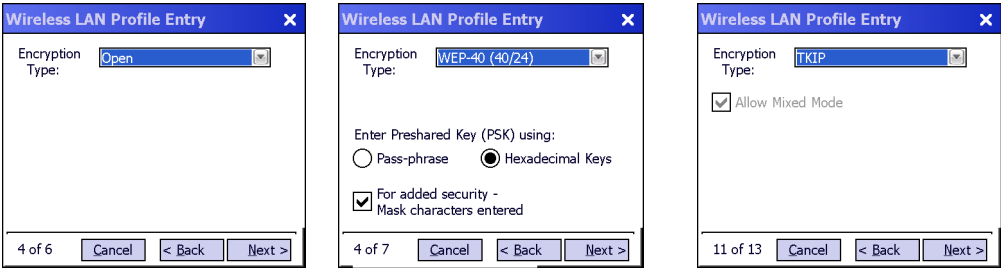 Wireless LAN Profile Entry
Encryption Type:
Open
4 of 6
Cancel
< Back
Next >
Wireless LAN Profile Entry
Encryption Type:
WEP-40 (40/24)
Enter Preshared Key (PSK) using:
Pass-phrase
Hexadecimal Keys
For added security -
Mask characters entered
4 of 7
Cancel
< Back
Next >
Wireless LAN Profile Entry
Encryption Type:
TKIP
Allow Mixed Mode
11 of 13
Cancel
< Back
Next >